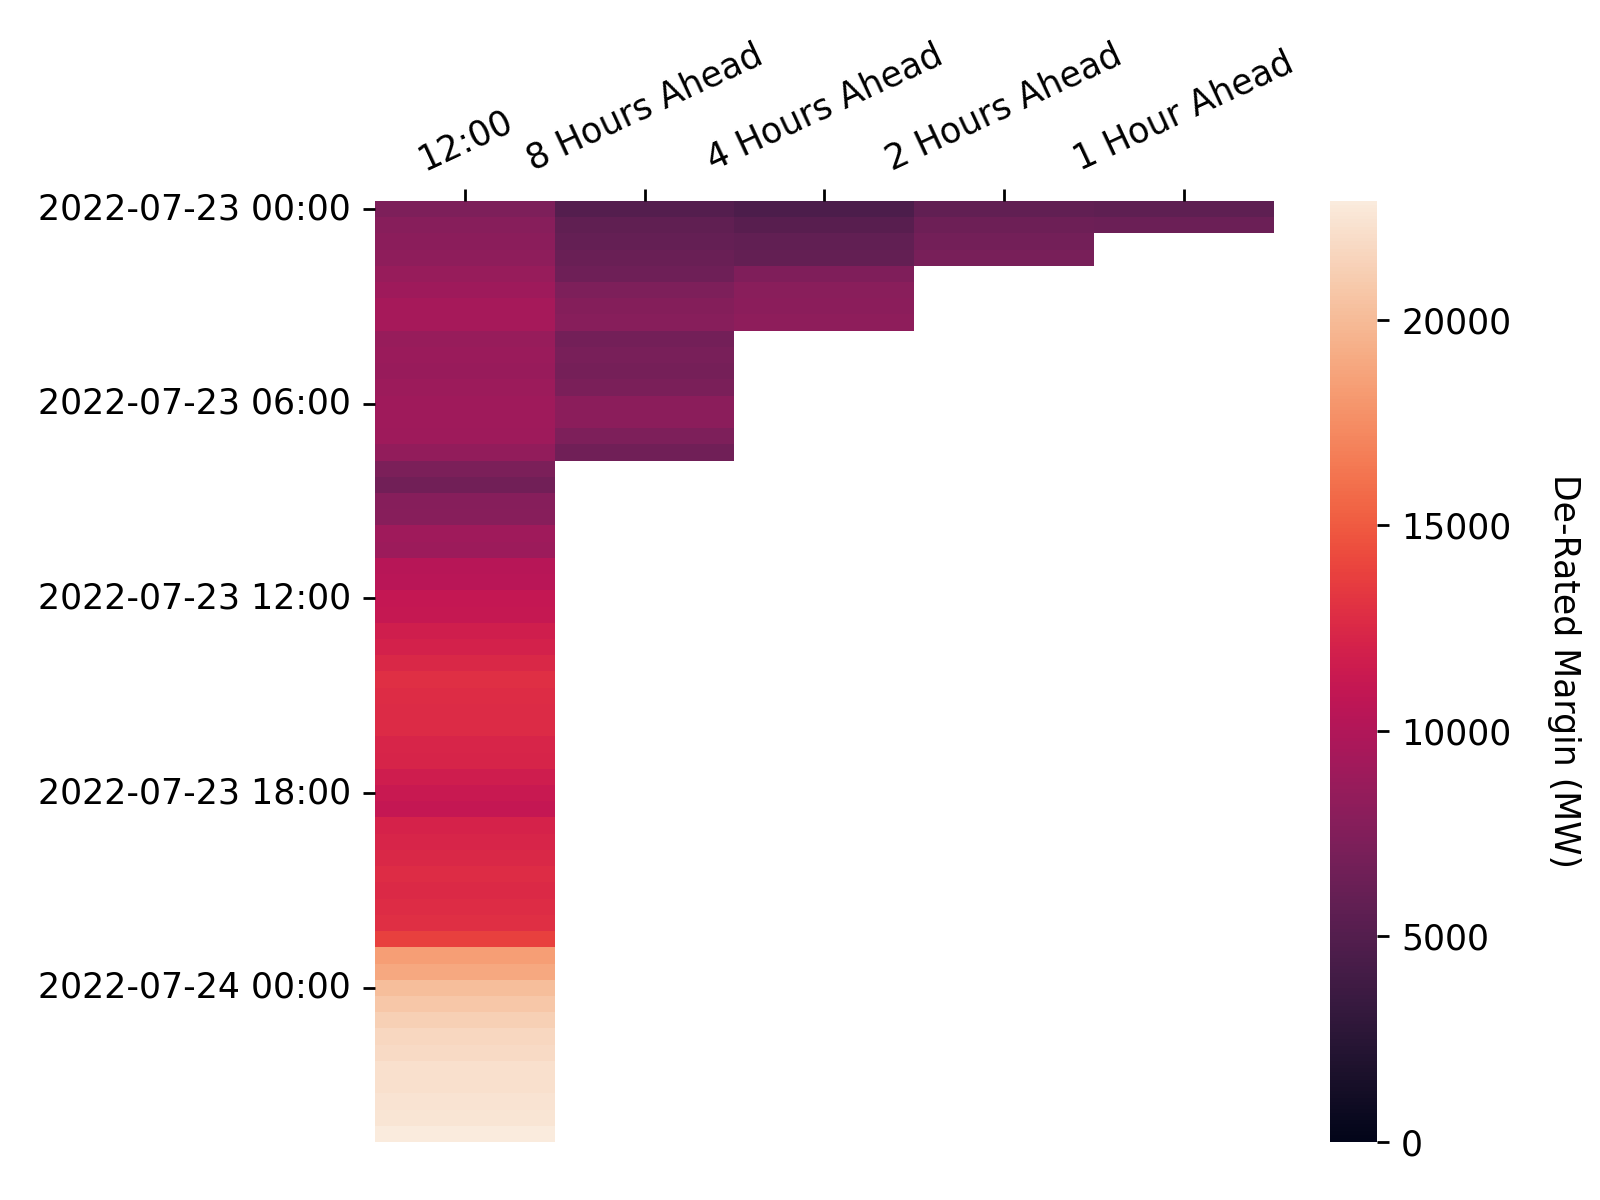 12:00
8 Hours Ahead
4 Hours Ahead
2 Hours Ahead
1 Hour Ahead
2022-07-23 00:00
2022-07-23 06:00
2022-07-23 12:00
2022-07-23 18:00
2022-07-24 00:00
20000
15000
10000
5000
0
De-Rated Margin (MW)